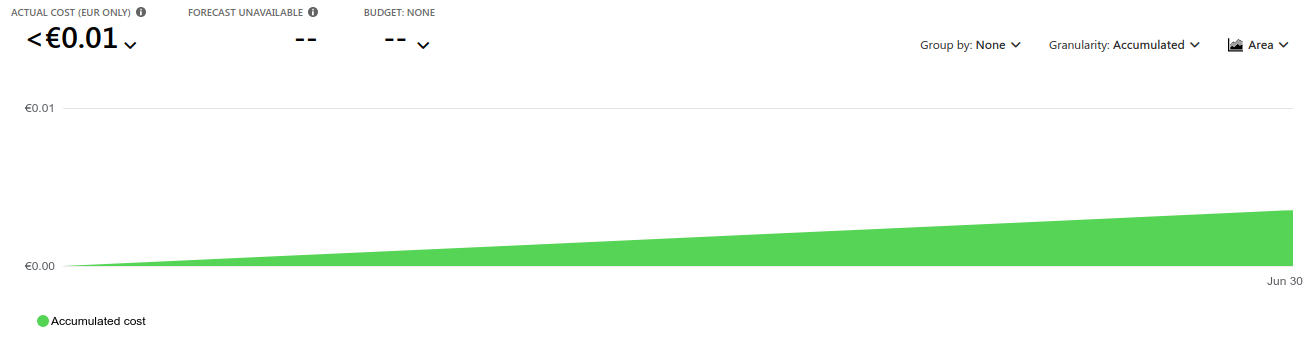 ACTUAL COST (EUR ONLY) FORECAST UNAVAILABLE BUDGET: NONE
<€0.01 -- --
Group by: None Granularity: Accumulated Area
€0.01
€0.00
Jun 30
Accumulated cost